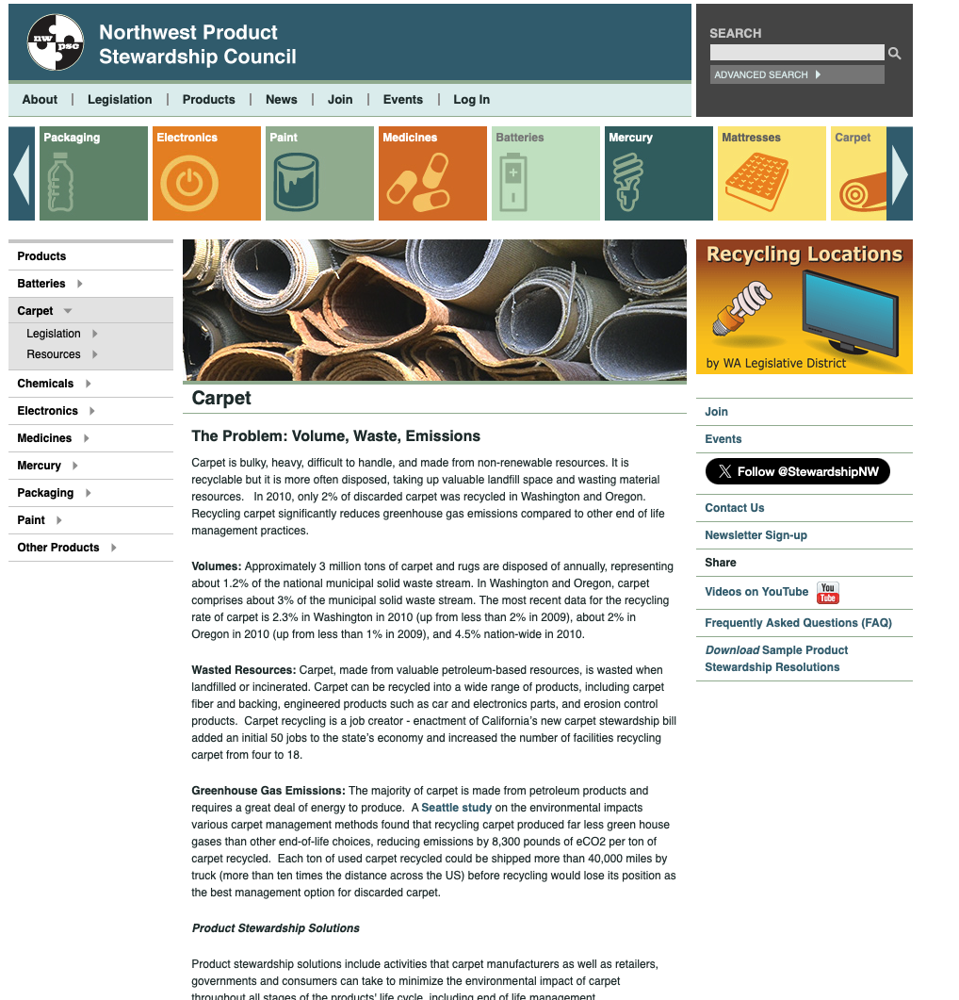 nw
psc
Northwest Product
Stewardship Council
SEARCH
ADVANCED SEARCH
About | Legislation | Products | News | Join | Events | Log In
Packaging
Electronics
Paint
Medicines
Batteries
Mercury
Mattresses
Carpet
Products
Batteries
Carpet
Legislation
Resources
Chemicals
Electronics
Medicines
Mercury
Packaging
Paint
Other Products
Carpet
The Problem: Volume, Waste, Emissions
Carpet is bulky, heavy, difficult to handle, and made from non-renewable resources. It is
recyclable but it is more often disposed, taking up valuable landfill space and wasting material
resources.   In 2010, only 2% of discarded carpet was recycled in Washington and Oregon.
Recycling carpet significantly reduces greenhouse gas emissions compared to other end of life
management practices.
Volumes: Approximately 3 million tons of carpet and rugs are disposed of annually, representing
about 1.2% of the national municipal solid waste stream. In Washington and Oregon, carpet
comprises about 3% of the municipal solid waste stream. The most recent data for the recycling
rate of carpet is 2.3% in Washington in 2010 (up from less than 2% in 2009), about 2% in
Oregon in 2010 (up from less than 1% in 2009), and 4.5% nation-wide in 2010.
Wasted Resources: Carpet, made from valuable petroleum-based resources, is wasted when
landfilled or incinerated. Carpet can be recycled into a wide range of products, including carpet
fiber and backing, engineered products such as car and electronics parts, and erosion control
products.  Carpet recycling is a job creator - enactment of California's new carpet stewardship bill
added an initial 50 jobs to the state's economy and increased the number of facilities recycling
carpet from four to 18.
Greenhouse Gas Emissions: The majority of carpet is made from petroleum products and
requires a great deal of energy to produce.  A Seattle study on the environmental impacts
various carpet management methods found that recycling carpet produced far less green house
gases than other end-of-life choices, reducing emissions by 8,300 pounds of eCO2 per ton of
carpet recycled.  Each ton of used carpet recycled could be shipped more than 40,000 miles by
truck (more than ten times the distance across the US) before recycling would lose its position as
the best management option for discarded carpet.
Product Stewardship Solutions
Product stewardship solutions include activities that carpet manufacturers as well as retailers,
governments and consumers can take to minimize the environmental impact of carpet
throughout all stages of the products' life cycle, including end of life management.
Recycling Locations
by WA Legislative District
Join
Events
Follow @StewardshipNW
Contact Us
Newsletter Sign-up
Share
Videos on YouTube
You
Tube
Frequently Asked Questions (FAQ)
Download Sample Product
Stewardship Resolutions